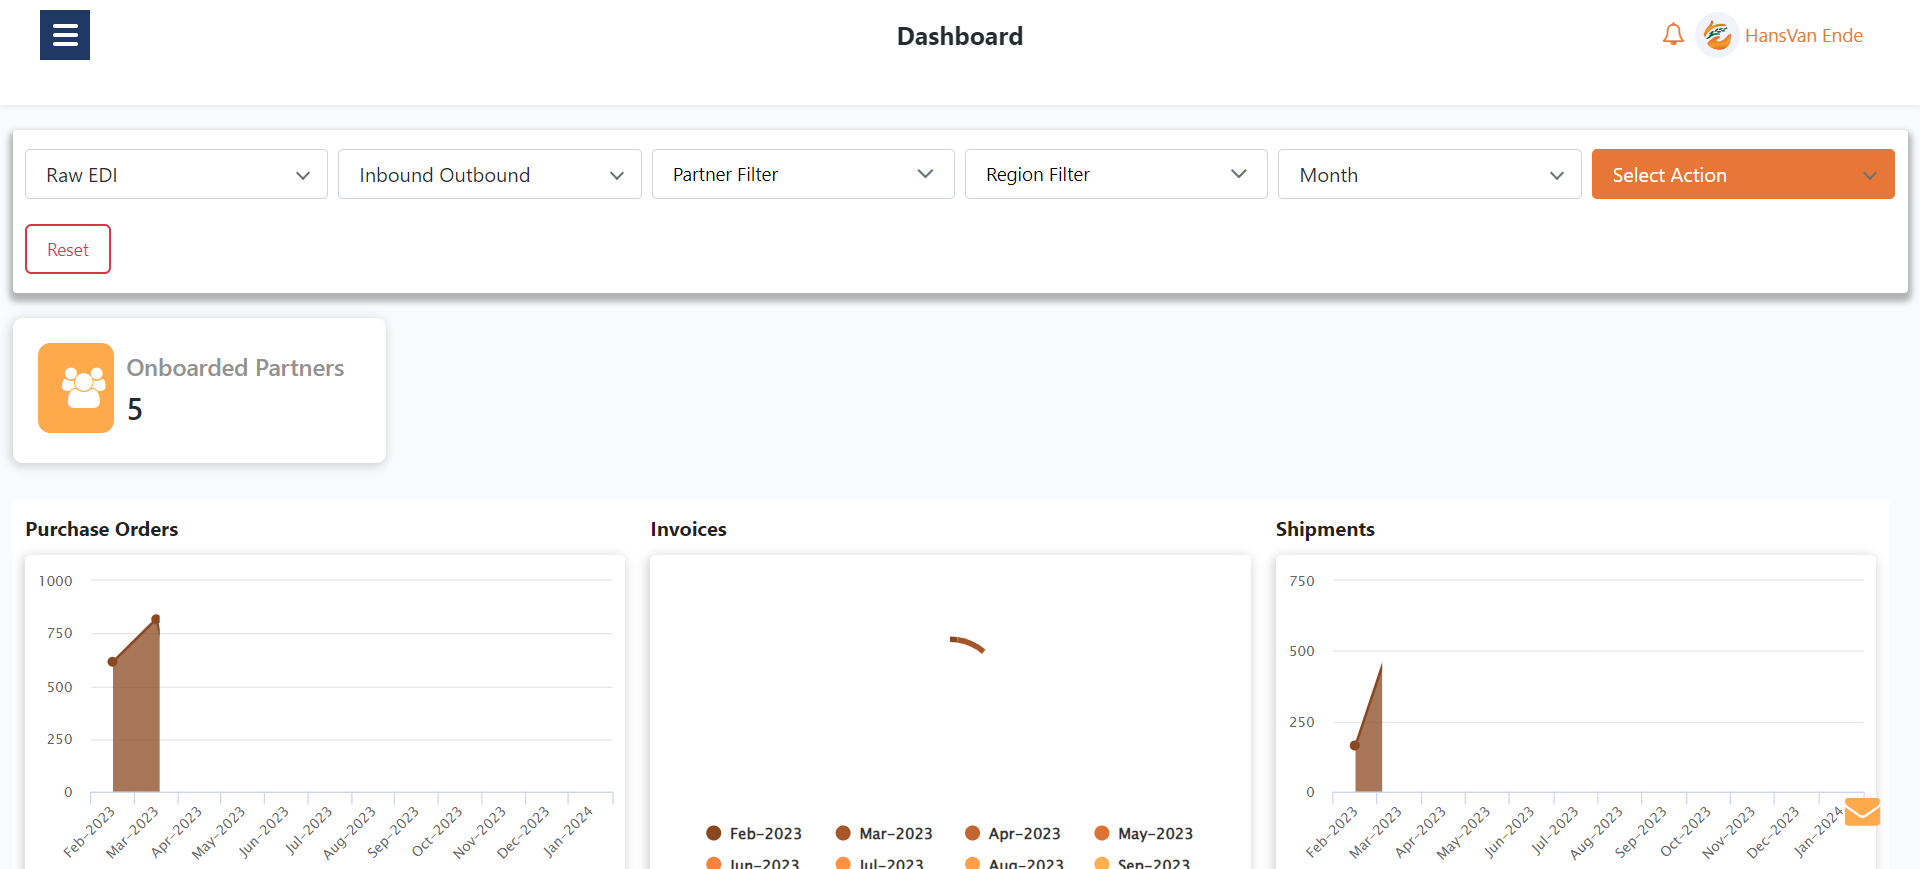 Dashboard
HansVan Ende
Raw EDI
Inbound Outbound
Partner Filter
Region Filter
Month
Select Action
Reset
Onboarded Partners
5
Purchase Orders
1000
750
500
250
0
Feb-2023
Mar-2023
Apr-2023
May-2023
Jun-2023
Jul-2023
Aug-2023
Sep-2023
Oct-2023
Nov-2023
Dec-2023
Jan-2024
Invoices
Feb-2023
Mar-2023
Apr-2023
May-2023
Jun-2023
Jul-2023
Aug-2023
Sep-2023
Shipments
750
500
250
0
Feb-2023
Mar-2023
Apr-2023
May-2023
Jun-2023
Jul-2023
Aug-2023
Sep-2023
Oct-2023
Nov-2023
Dec-2023
Jan-2024